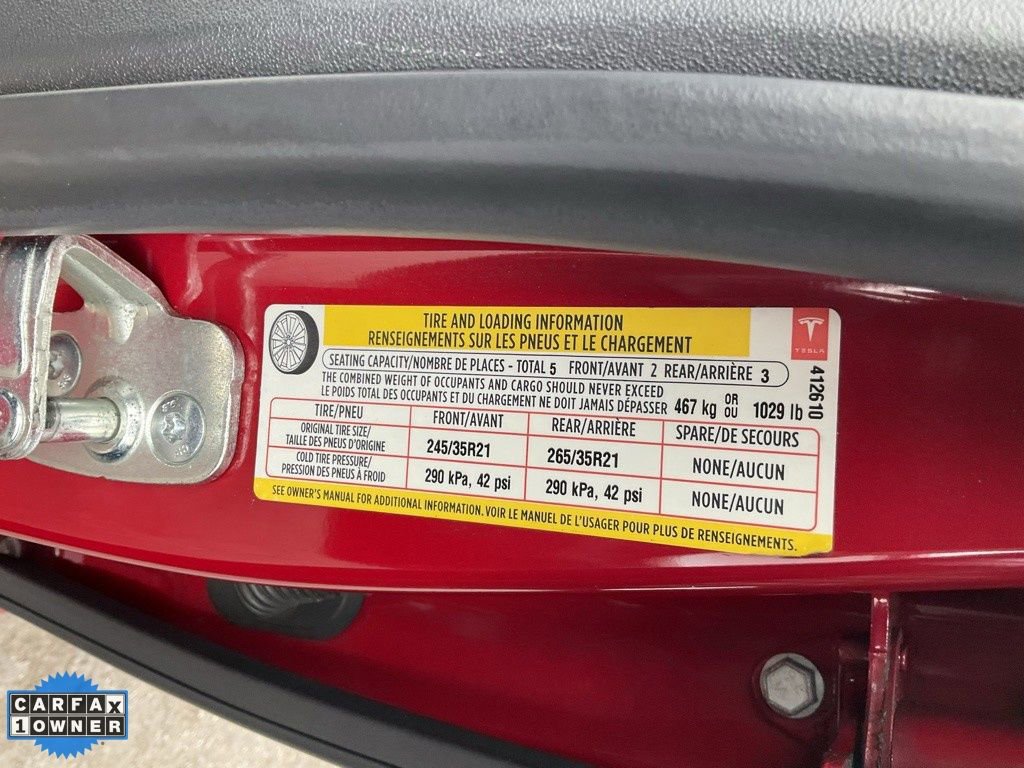 TIRE AND LOADING INFORMATION
RENSEIGNEMENTS SUR LES PNEUS ET LE CHARGEMENT
TESLA
SEATING CAPACITY/NOMBRE DE PLACES - TOTAL 5 FRONT/AVANT 2 REAR/ARRIÈRE 3
THE COMBINED WEIGHT OF OCCUPANTS AND CARGO SHOULD NEVER EXCEED
LE POIDS TOTAL DES OCCUPANTS ET DU CHARGEMENT NE DOIT JAMAIS DÉPASSER 467 kg OR OU 1029 lb
412610
TIRE/PNEU FRONT/AVANT REAR/ARRIÈRE SPARE/DE SECOURS
ORIGINAL TIRE SIZE/
TAILLE DES PNEUS D'ORIGINE 245/35R21 265/35R21 NONE/AUCUN
COLD TIRE PRESSURE/
PRESSION DES PNEUS À FROID 290 kPa, 42 psi 290 kPa, 42 psi NONE/AUCUN
SEE OWNER'S MANUAL FOR ADDITIONAL INFORMATION. VOIR LE MANUEL DE L'USAGER POUR PLUS DE RENSEIGNEMENTS.
CARFAX
1 OWNER